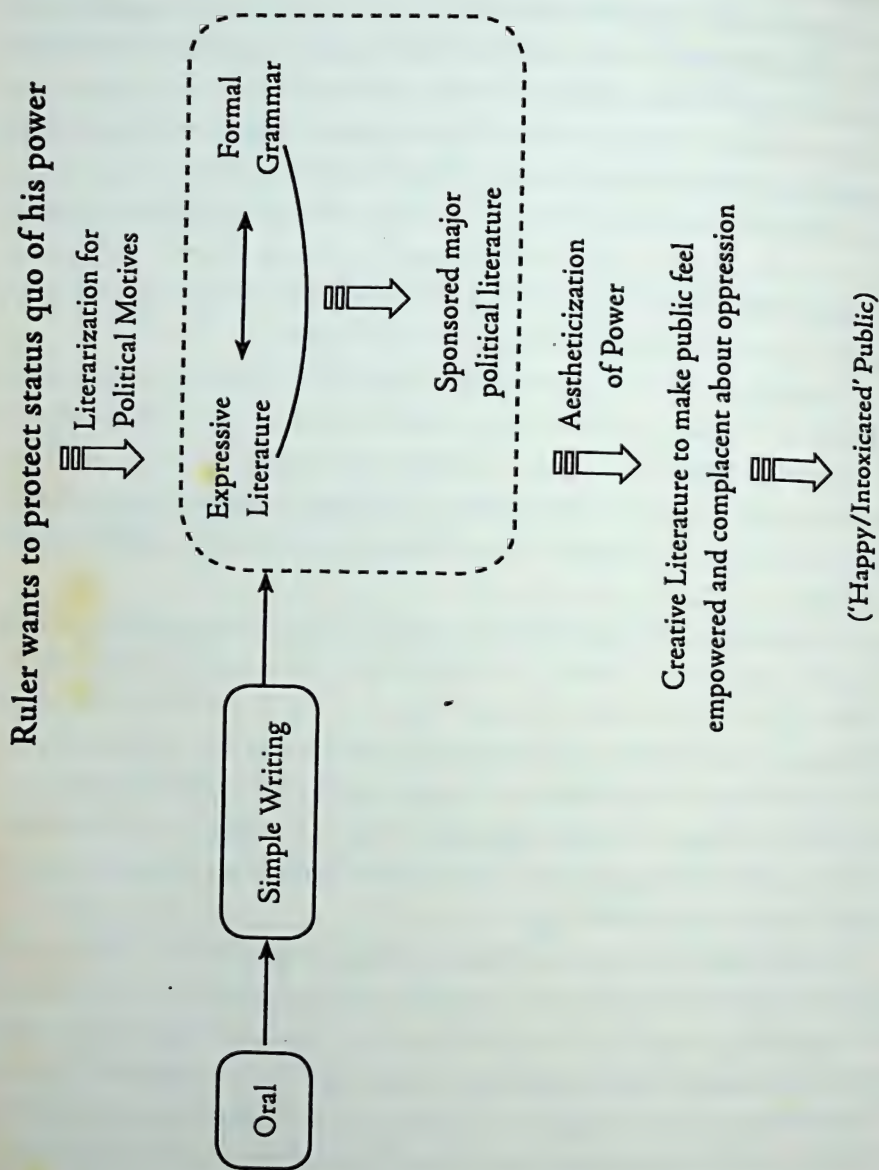 Ruler wants to protect status quo of his power
Literarization for
Political Motives
Oral
Simple Writing
Expressive
Literature
Formal
Grammar
Sponsored major
political literature
Aestheticization
of Power
Creative Literature to make public feel
empowered and complacent about oppression
('Happy/Intoxicated' Public)